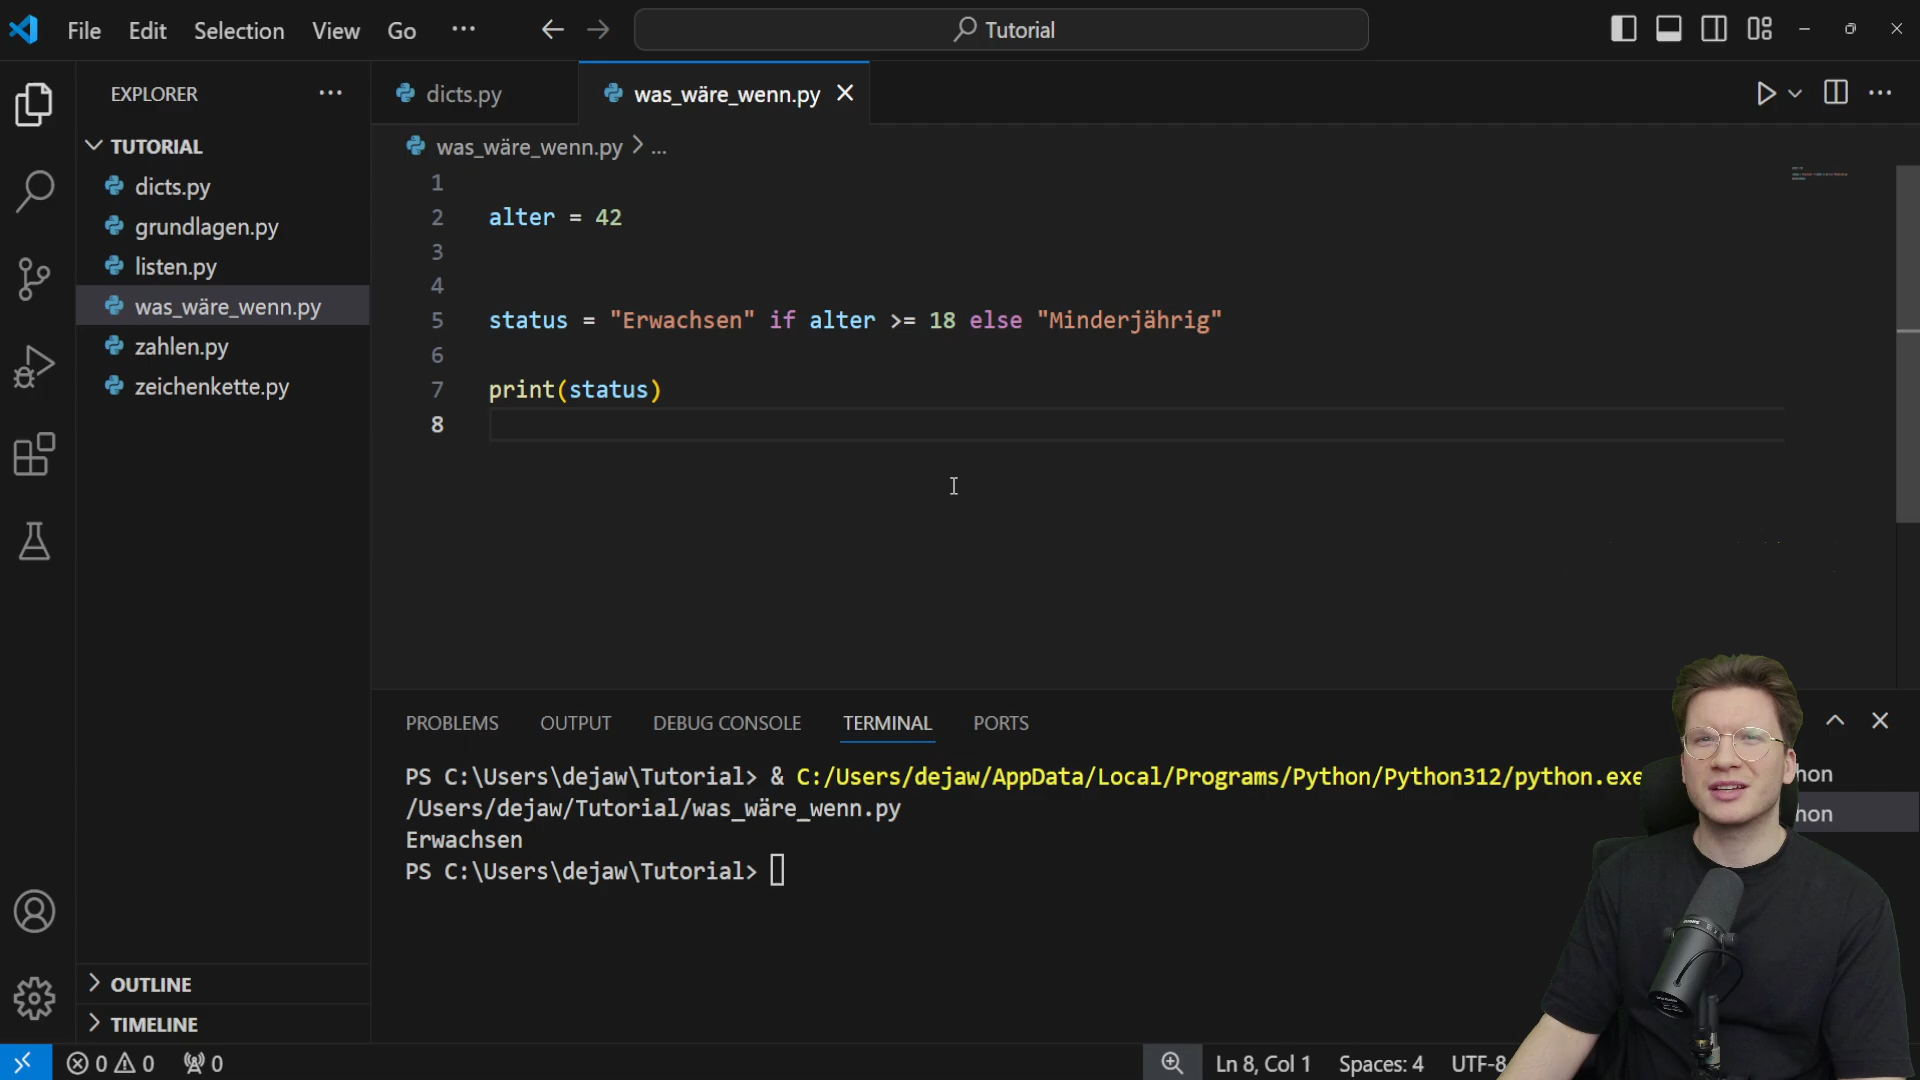 File Edit Selection View Go ··· Tutorial
EXPLORER ···
dicts.py was_wäre_wenn.py
was_wäre_wenn.py > ...
TUTORIAL
dicts.py
grundlagen.py
listen.py
was_wäre_wenn.py
zahlen.py
zeichenkette.py
1
2 alter = 42
3
4
5 status = "Erwachsen" if alter >= 18 else "Minderjährig"
6
7 print(status)
8
PROBLEMS OUTPUT DEBUG CONSOLE TERMINAL PORTS
PS C:\Users\dejaw\Tutorial> & C:/Users/dejaw/AppData/Local/Programs/Python/Python312/python.exe
/Users/dejaw/Tutorial/was_wäre_wenn.py
Erwachsen
PS C:\Users\dejaw\Tutorial>
hon
hon
OUTLINE
TIMELINE
0 0 0 Ln 8, Col 1 Spaces: 4 UTF-8